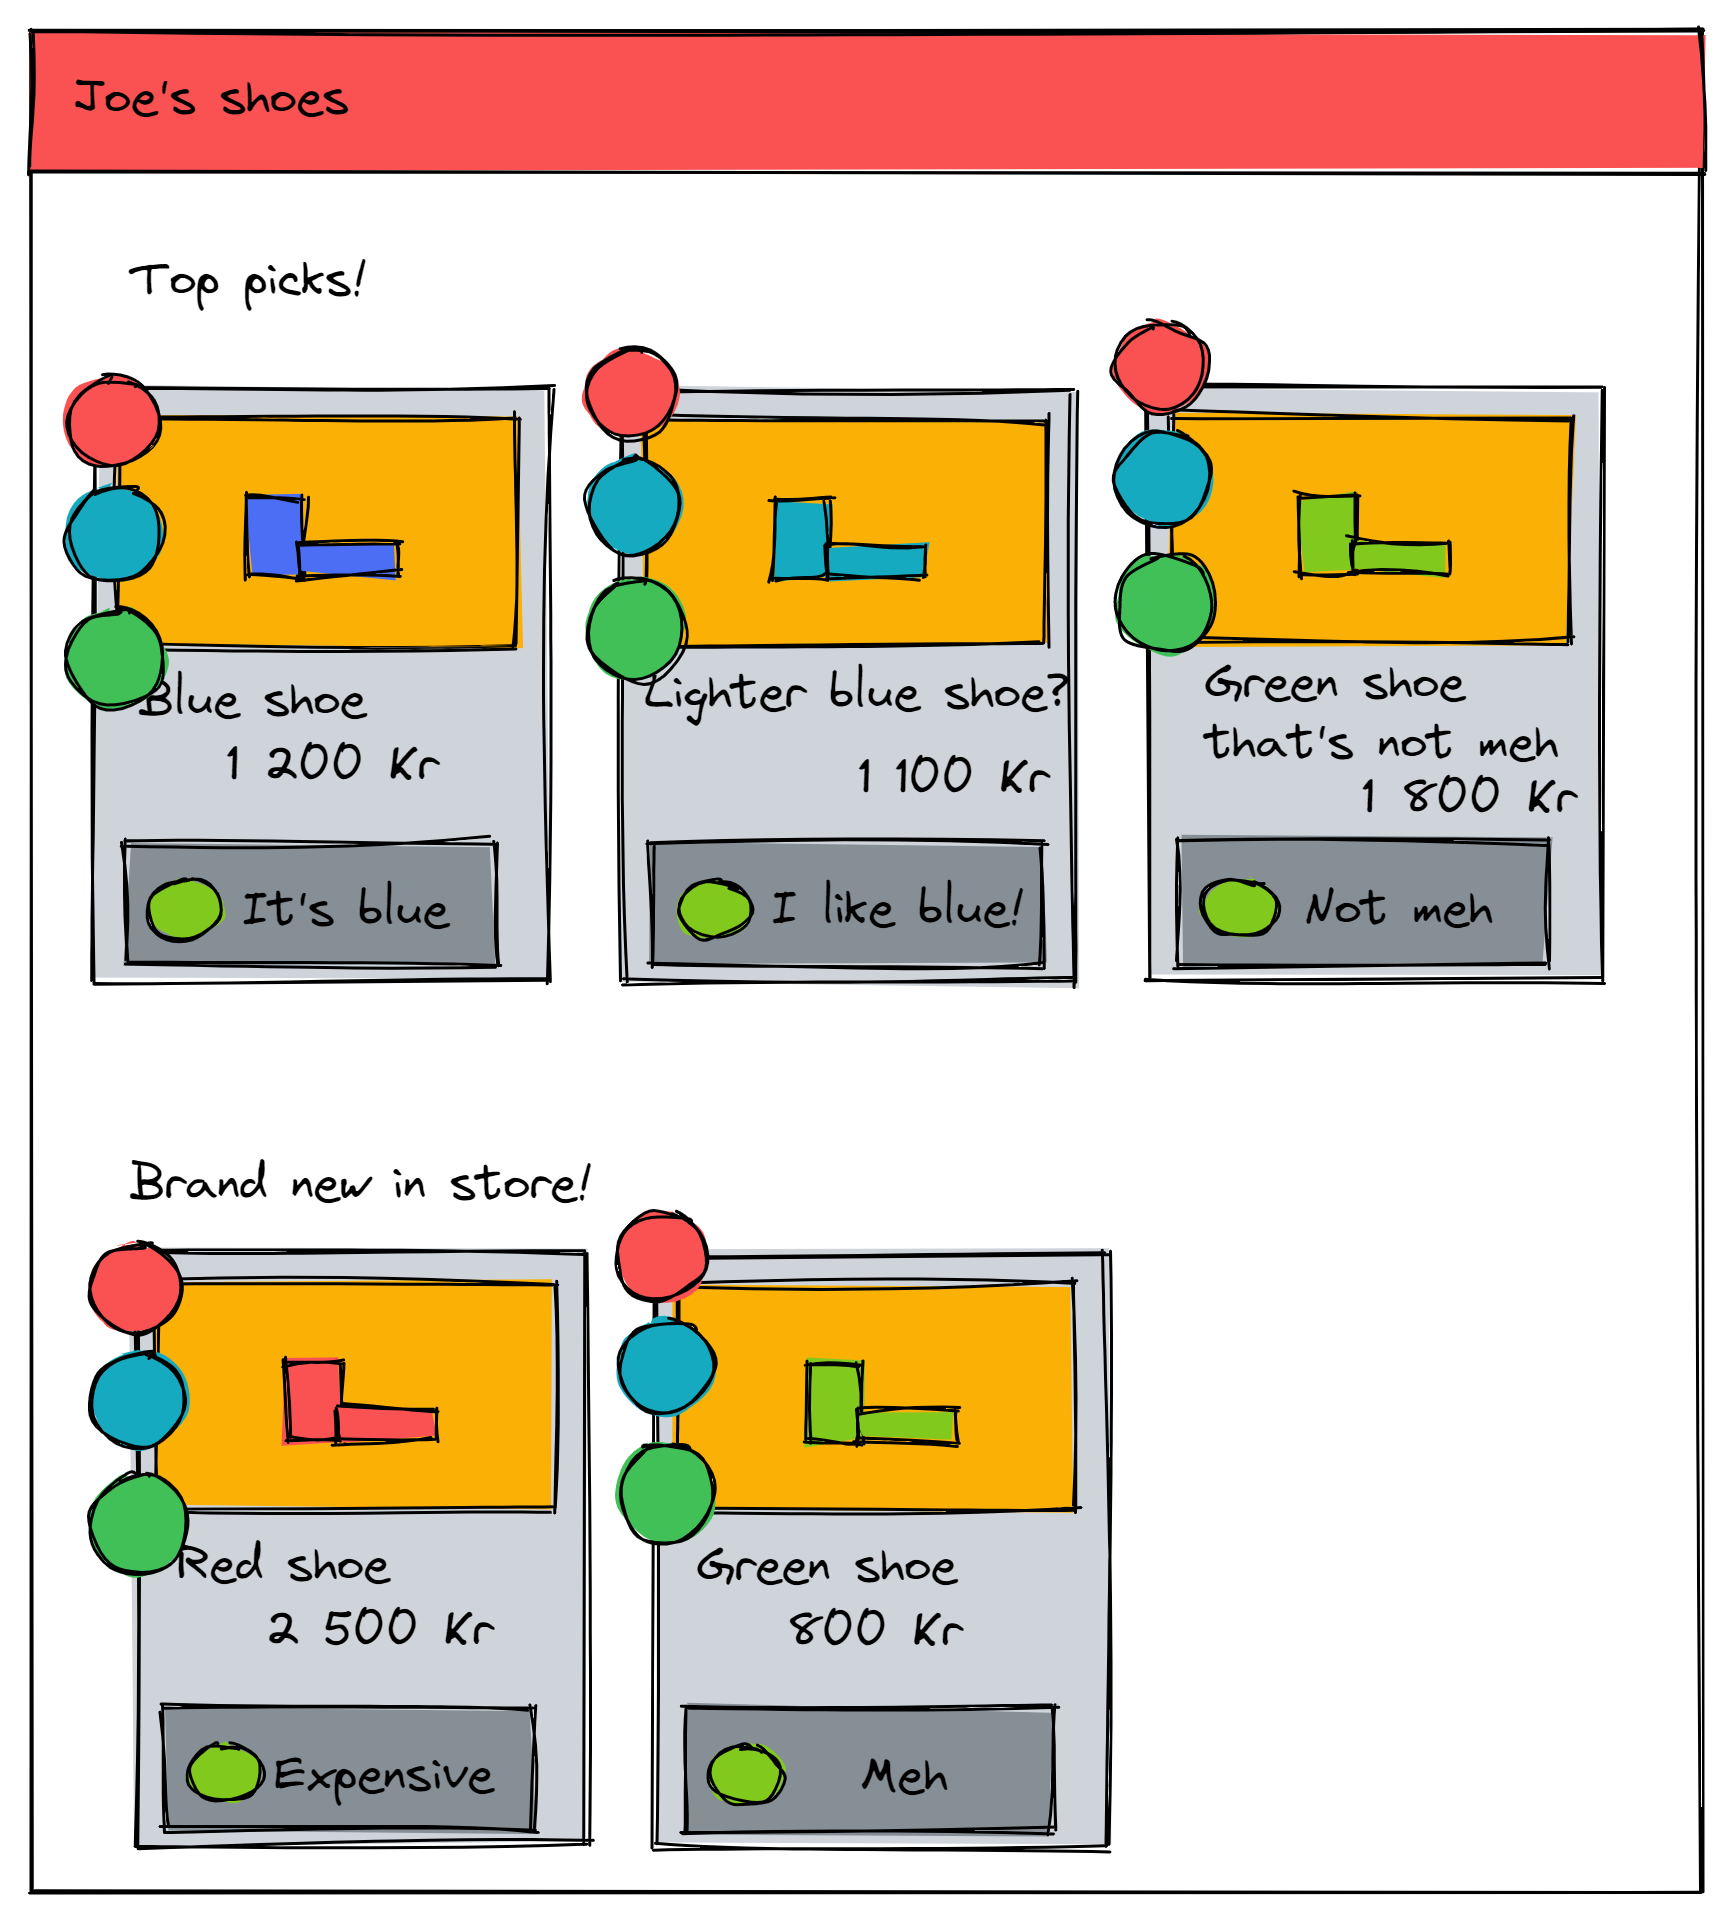 Joe's shoes
Top picks!
Blue shoe
1 200 Kr
It's blue
Lighter blue shoe?
1 100 Kr
I like blue!
Green shoe
that's not meh
1 800 Kr
Not meh
Brand new in store!
Red shoe
2 500 Kr
Expensive
Green shoe
800 Kr
Meh